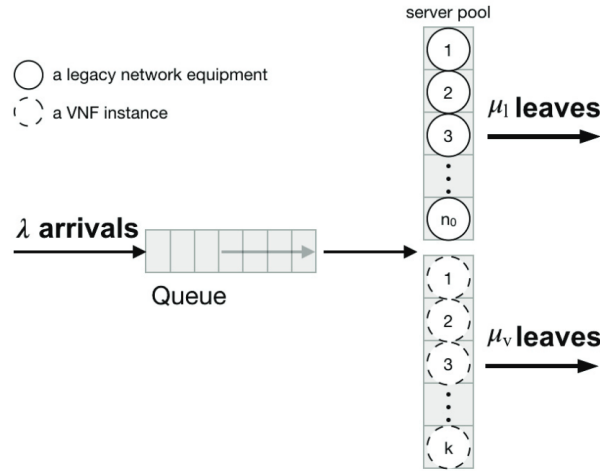 server pool
a legacy network equipment
a VNF instance
1
2
3
n₀
μ₁ leaves
λ arrivals
Queue
1
2
3
k
μᵥ leaves